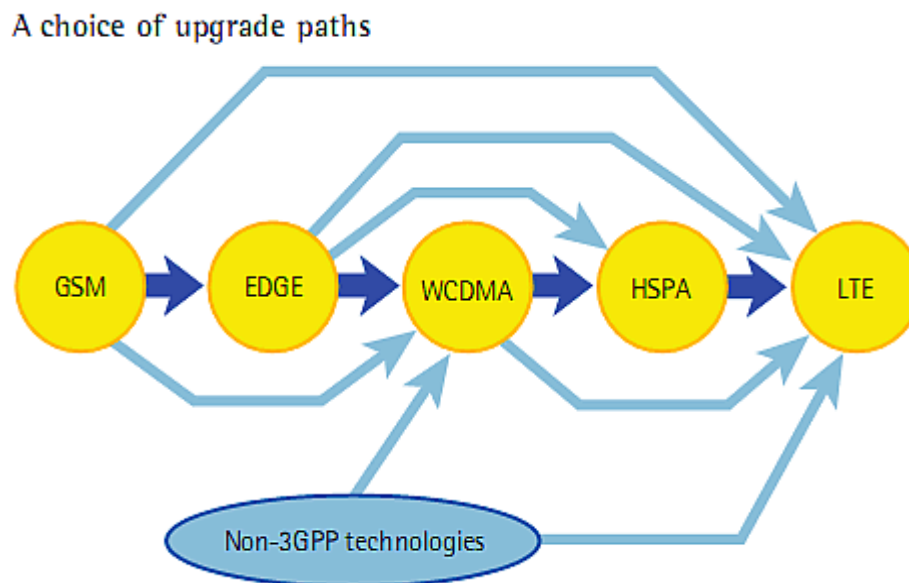 A choice of upgrade paths
GSM
EDGE
WCDMA
HSPA
LTE
Non-3GPP technologies